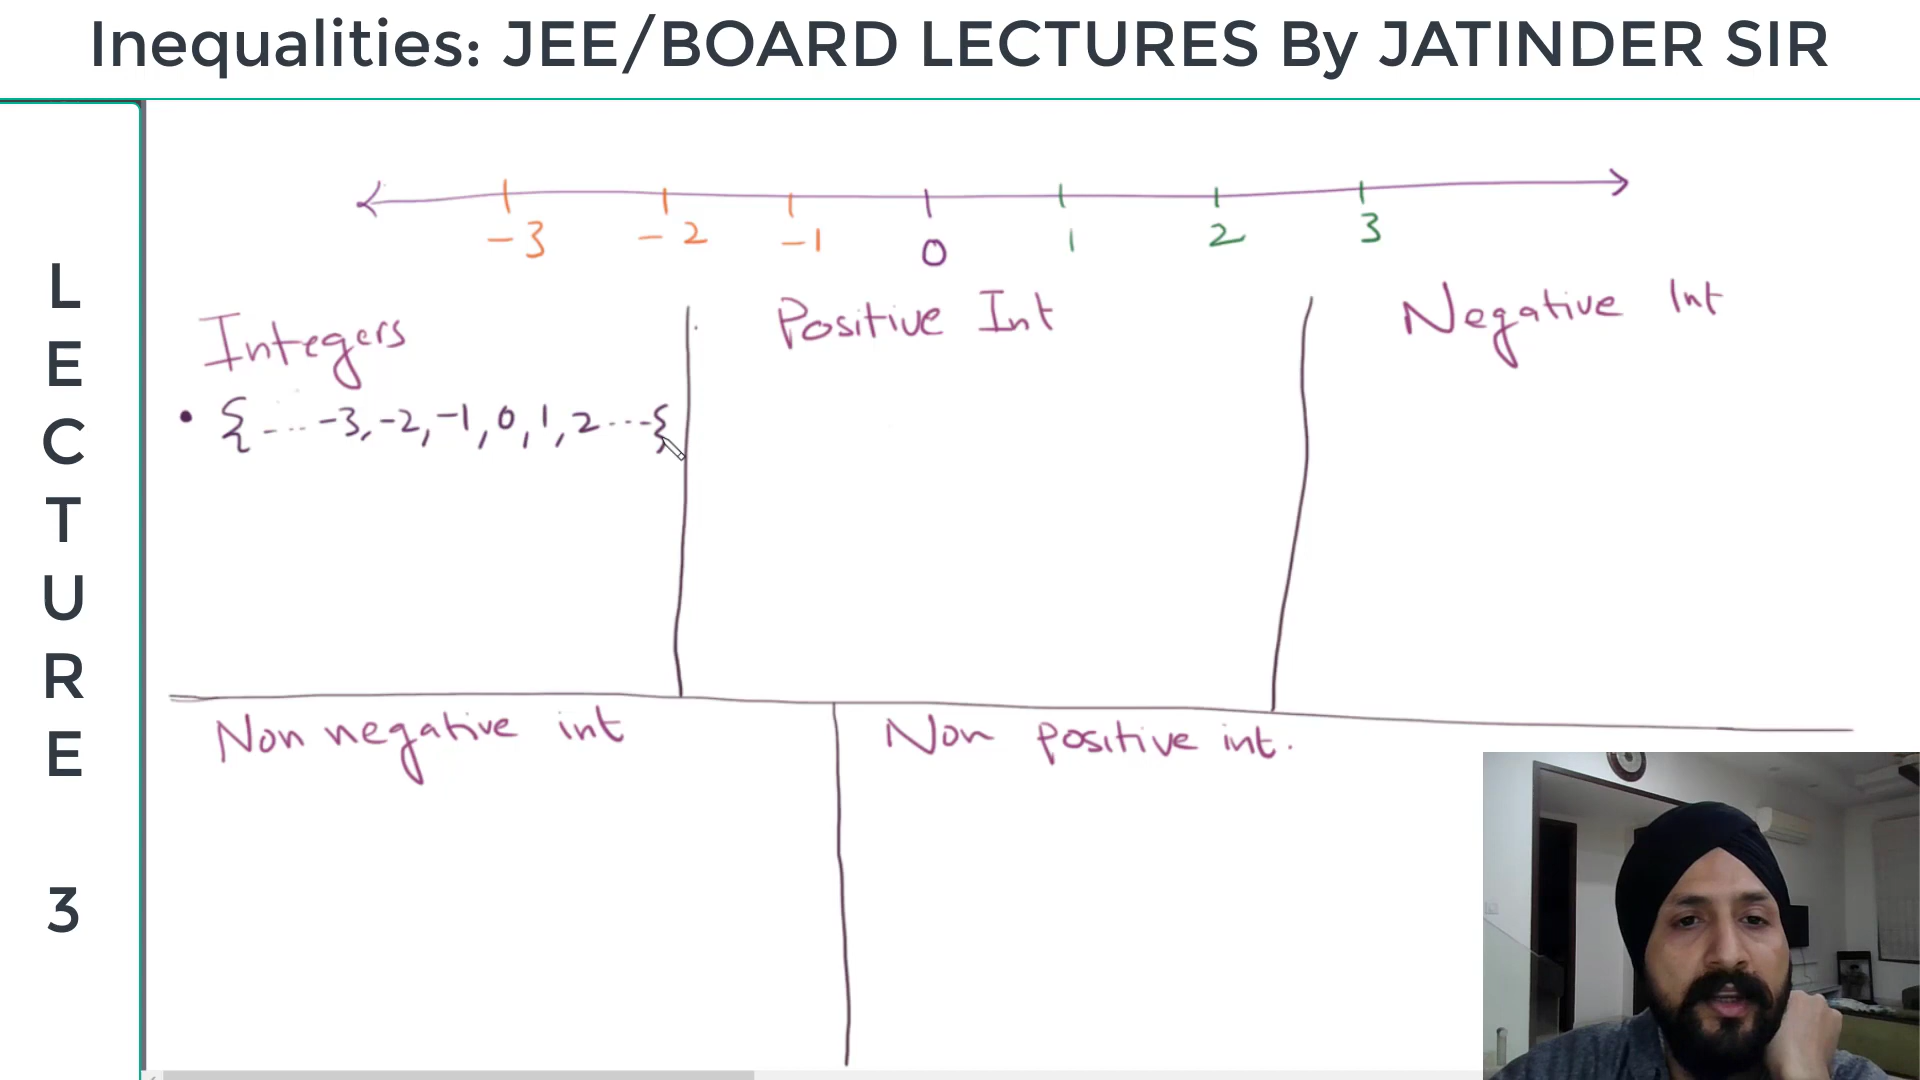 Inequalities: JEE/BOARD LECTURES By JATINDER SIR
LECTURE 3
-3 -2 -1 0 1 2 3
Integers
• {--- -3, -2, -1, 0, 1, 2 ---{
Positive Int
Negative Int
Non negative int
Non positive int.